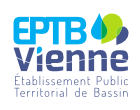 EPTB
Vienne
Établissement Public
Territorial de Bassin